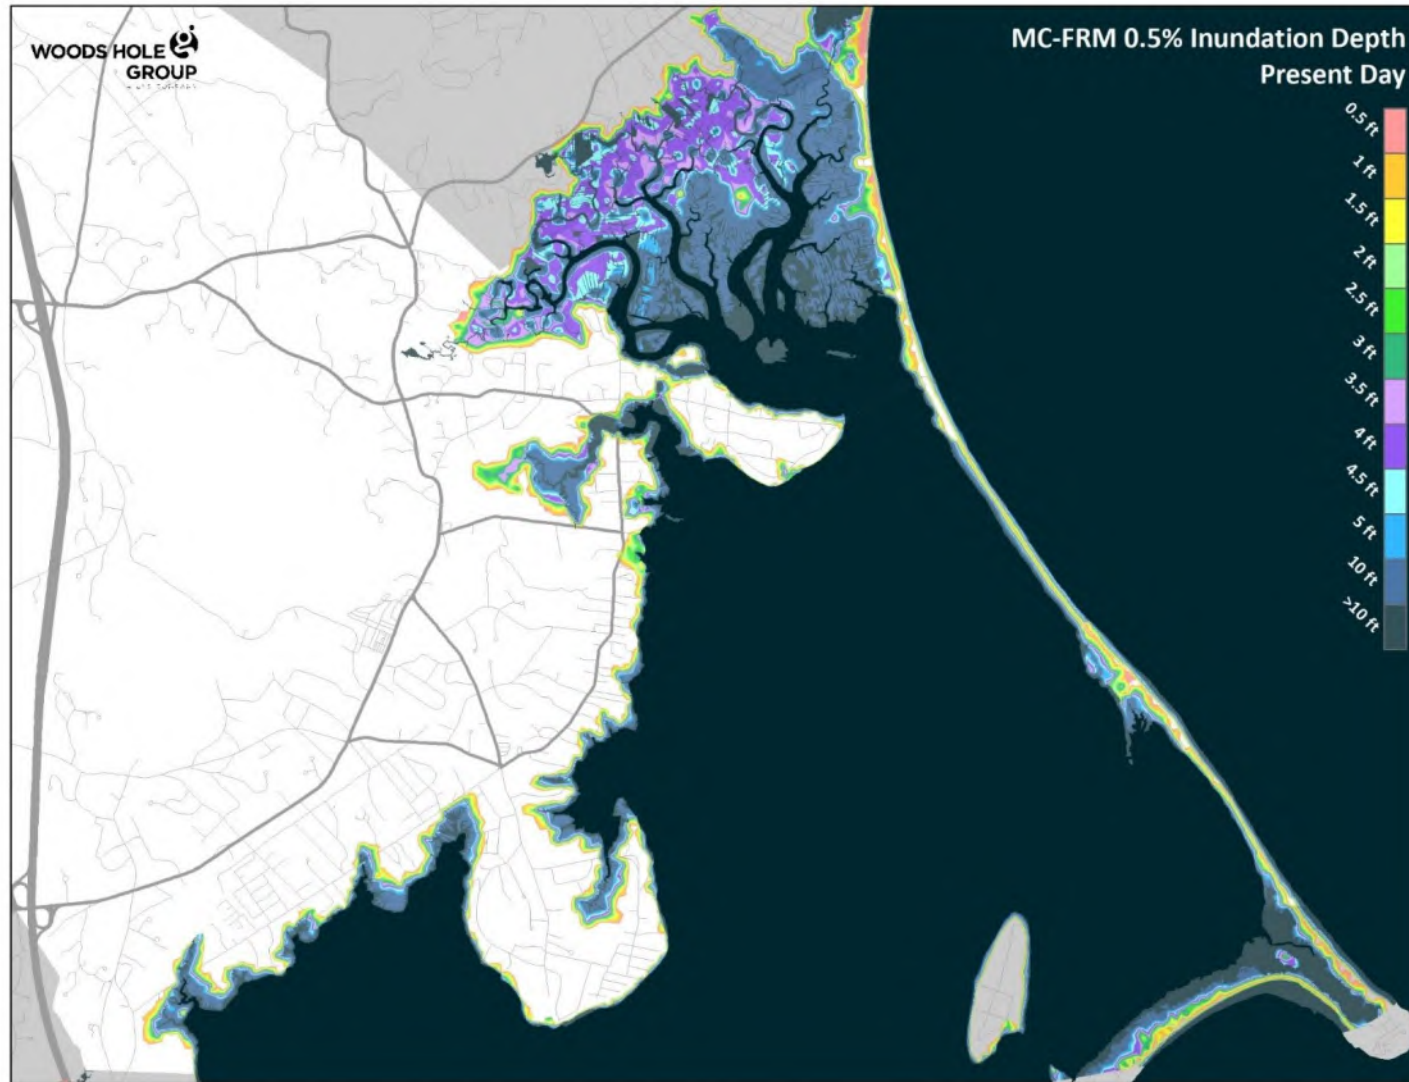 WOODS HOLE
GROUP
MC-FRM 0.5% Inundation Depth
Present Day
0.5 ft
1 ft
1.5 ft
2 ft
2.5 ft
3 ft
3.5 ft
4 ft
4.5 ft
5 ft
10 ft
>10 ft